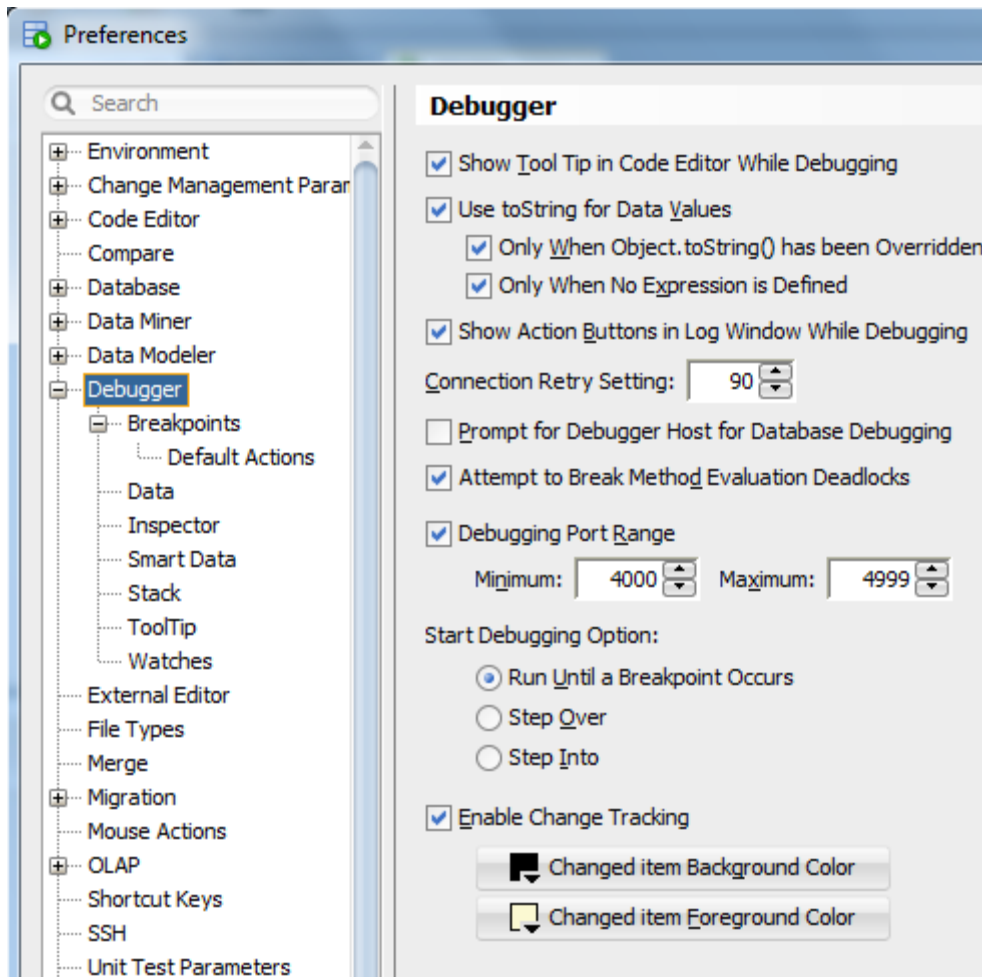 Preferences
Search
Environment
Change Management Parar
Code Editor
Compare
Database
Data Miner
Data Modeler
Debugger
Breakpoints
Default Actions
Data
Inspector
Smart Data
Stack
ToolTip
Watches
External Editor
File Types
Merge
Migration
Mouse Actions
OLAP
Shortcut Keys
SSH
Unit Test Parameters
Debugger
Show Tool Tip in Code Editor While Debugging
Use toString for Data Values
Only When Object.toString() has been Overridden
Only When No Expression is Defined
Show Action Buttons in Log Window While Debugging
Connection Retry Setting: 90
Prompt for Debugger Host for Database Debugging
Attempt to Break Method Evaluation Deadlocks
Debugging Port Range
Minimum: 4000 Maximum: 4999
Start Debugging Option:
Run Until a Breakpoint Occurs
Step Over
Step Into
Enable Change Tracking
Changed item Background Color
Changed item Foreground Color